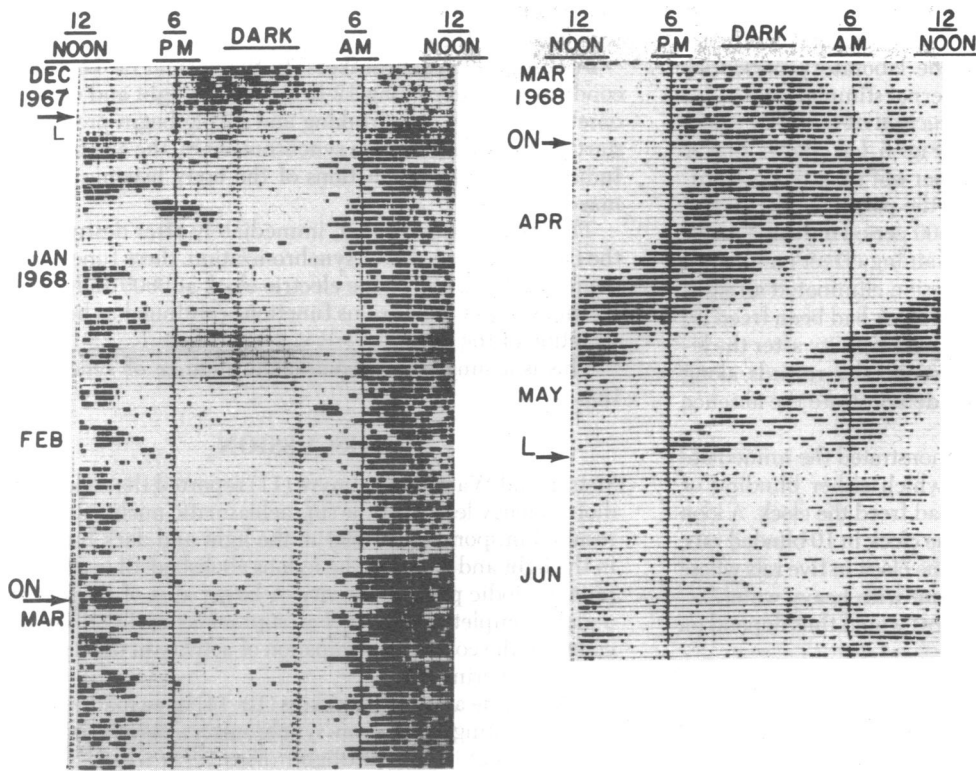 12 6 DARK 6 12
NOON PM AM NOON
DEC
1967
L
JAN
1968
FEB
ON
MAR
12 6 DARK 6 12
NOON PM AM NOON
MAR
1968
ON
APR
MAY
L
JUN